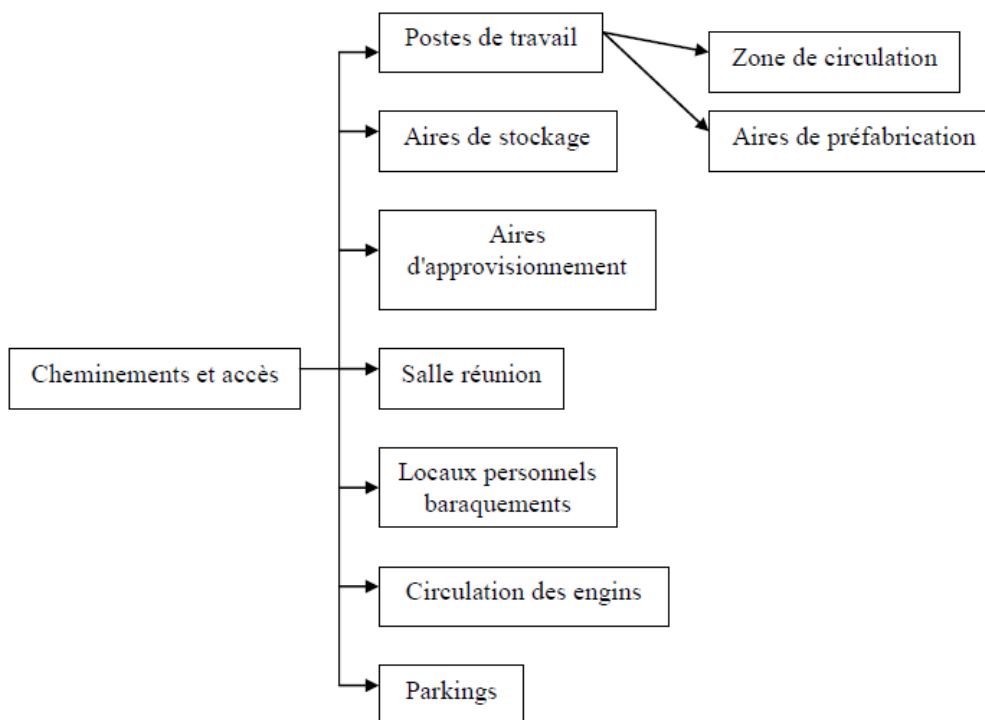 Postes de travail
Zone de circulation
Aires de stockage
Aires de préfabrication
Aires
d'approvisionnement
Cheminements et accès
Salle réunion
Locaux personnels
baraquements
Circulation des engins
Parkings